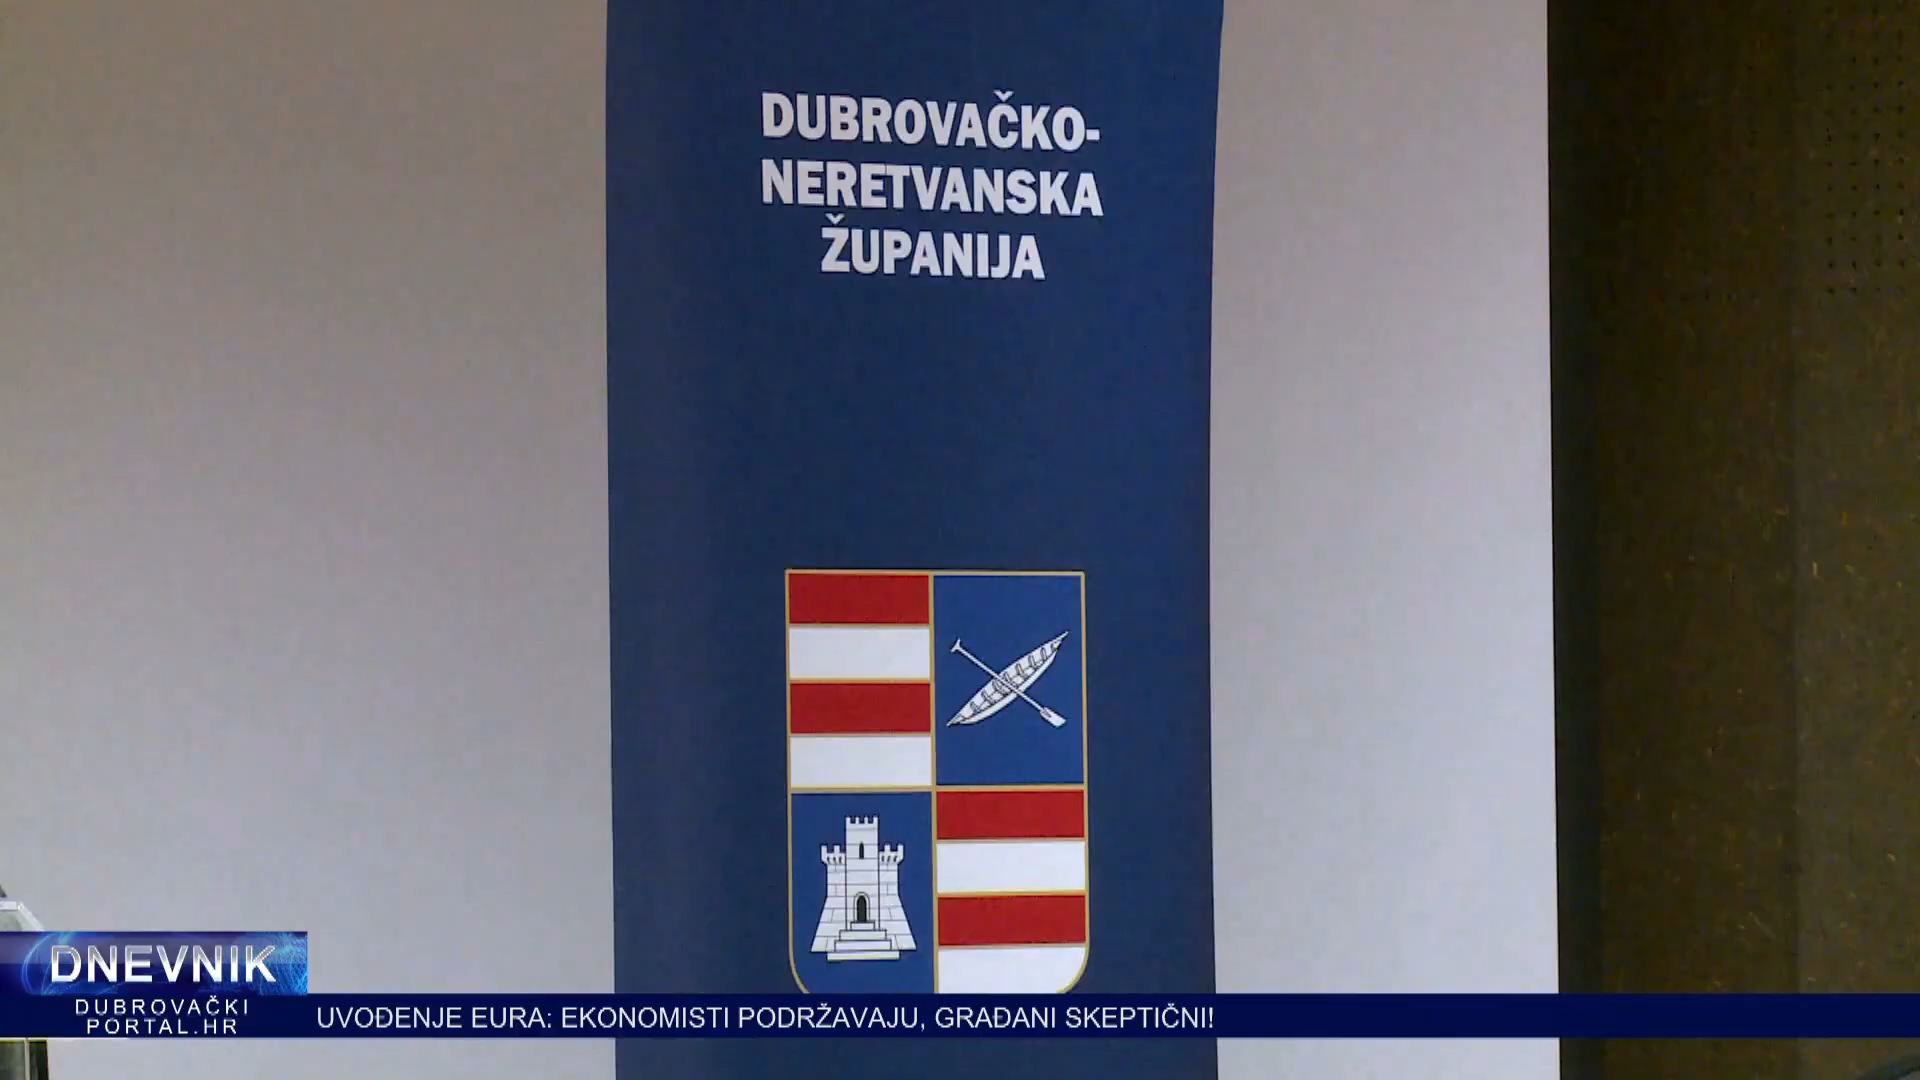 DUBROVAČKO-
NERETVANSKA
ŽUPANIJA
DNEVNIK
DUBROVAČKI
PORTAL.HR
UVOĐENJE EURA: EKONOMISTI PODRŽAVAJU, GRAĐANI SKEPTIČNI!